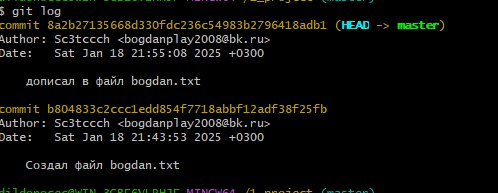 $ git log
commit 8a2b27135668d330fdc236c54983b2796418adb1 (HEAD -> master)
Author: Sc3tccch <bogdanplay2008@bk.ru>
Date: Sat Jan 18 21:55:08 2025 +0300
дописал в файл bogdan.txt
commit b804833c2ccc1edd854f7718abbf12adf38f25fb
Author: Sc3tccch <bogdanplay2008@bk.ru>
Date: Sat Jan 18 21:43:53 2025 +0300
Создал файл bogdan.txt